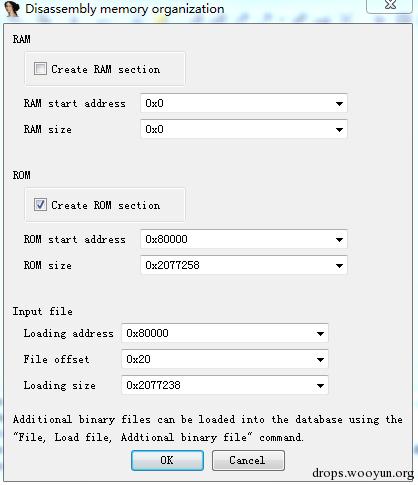 Disassembly memory organization
RAM
Create RAM section
RAM start address 0x0
RAM size 0x0
ROM
Create ROM section
ROM start address 0x80000
ROM size 0x2077258
Input file
Loading address 0x80000
File offset 0x20
Loading size 0x2077238
Additional binary files can be loaded into the database using the
"File, Load file, Addtional binary file" command.
OK Cancel
drops.wooyun.org